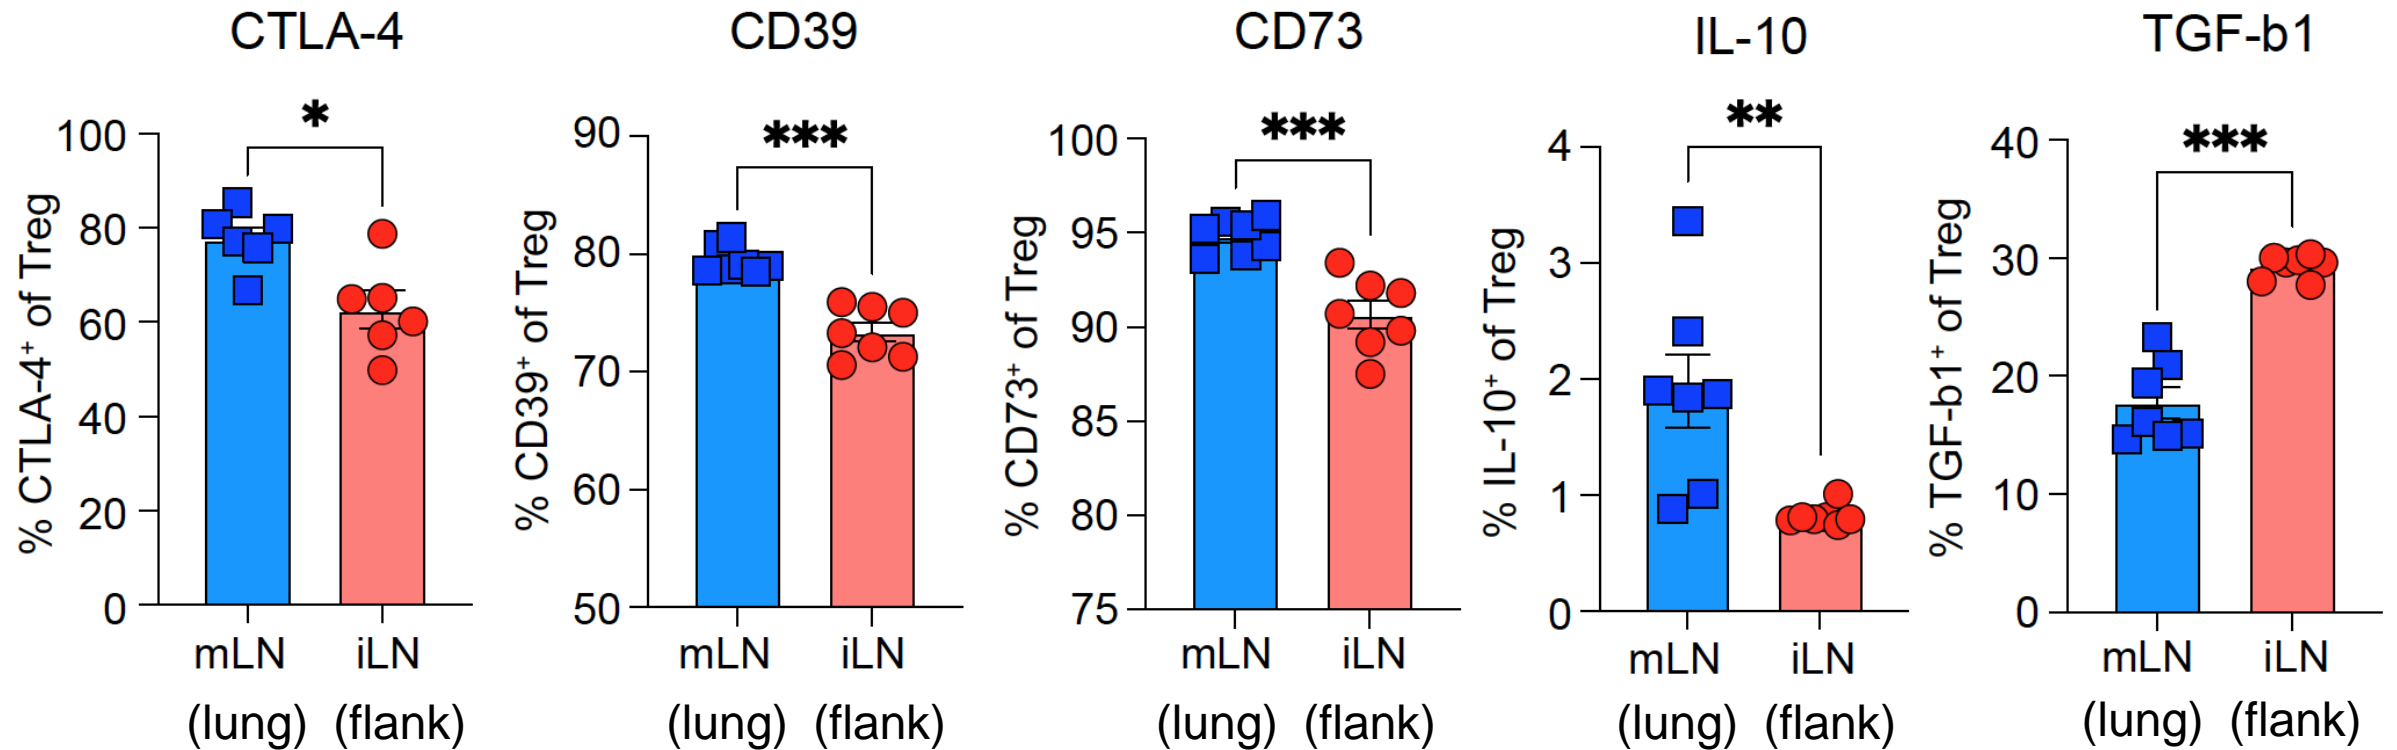 CTLA-4
% CTLA-4⁺ of Treg
100
80
60
40
20
0
*
mLN
iLN
(lung)
(flank)
CD39
% CD39⁺ of Treg
90
80
70
60
50
***
mLN
iLN
(lung)
(flank)
CD73
% CD73⁺ of Treg
100
95
90
85
80
75
***
mLN
iLN
(lung)
(flank)
IL-10
% IL-10⁺ of Treg
4
3
2
1
0
**
mLN
iLN
(lung)
(flank)
TGF-b1
% TGF-b1⁺ of Treg
40
30
20
10
0
***
mLN
iLN
(lung)
(flank)